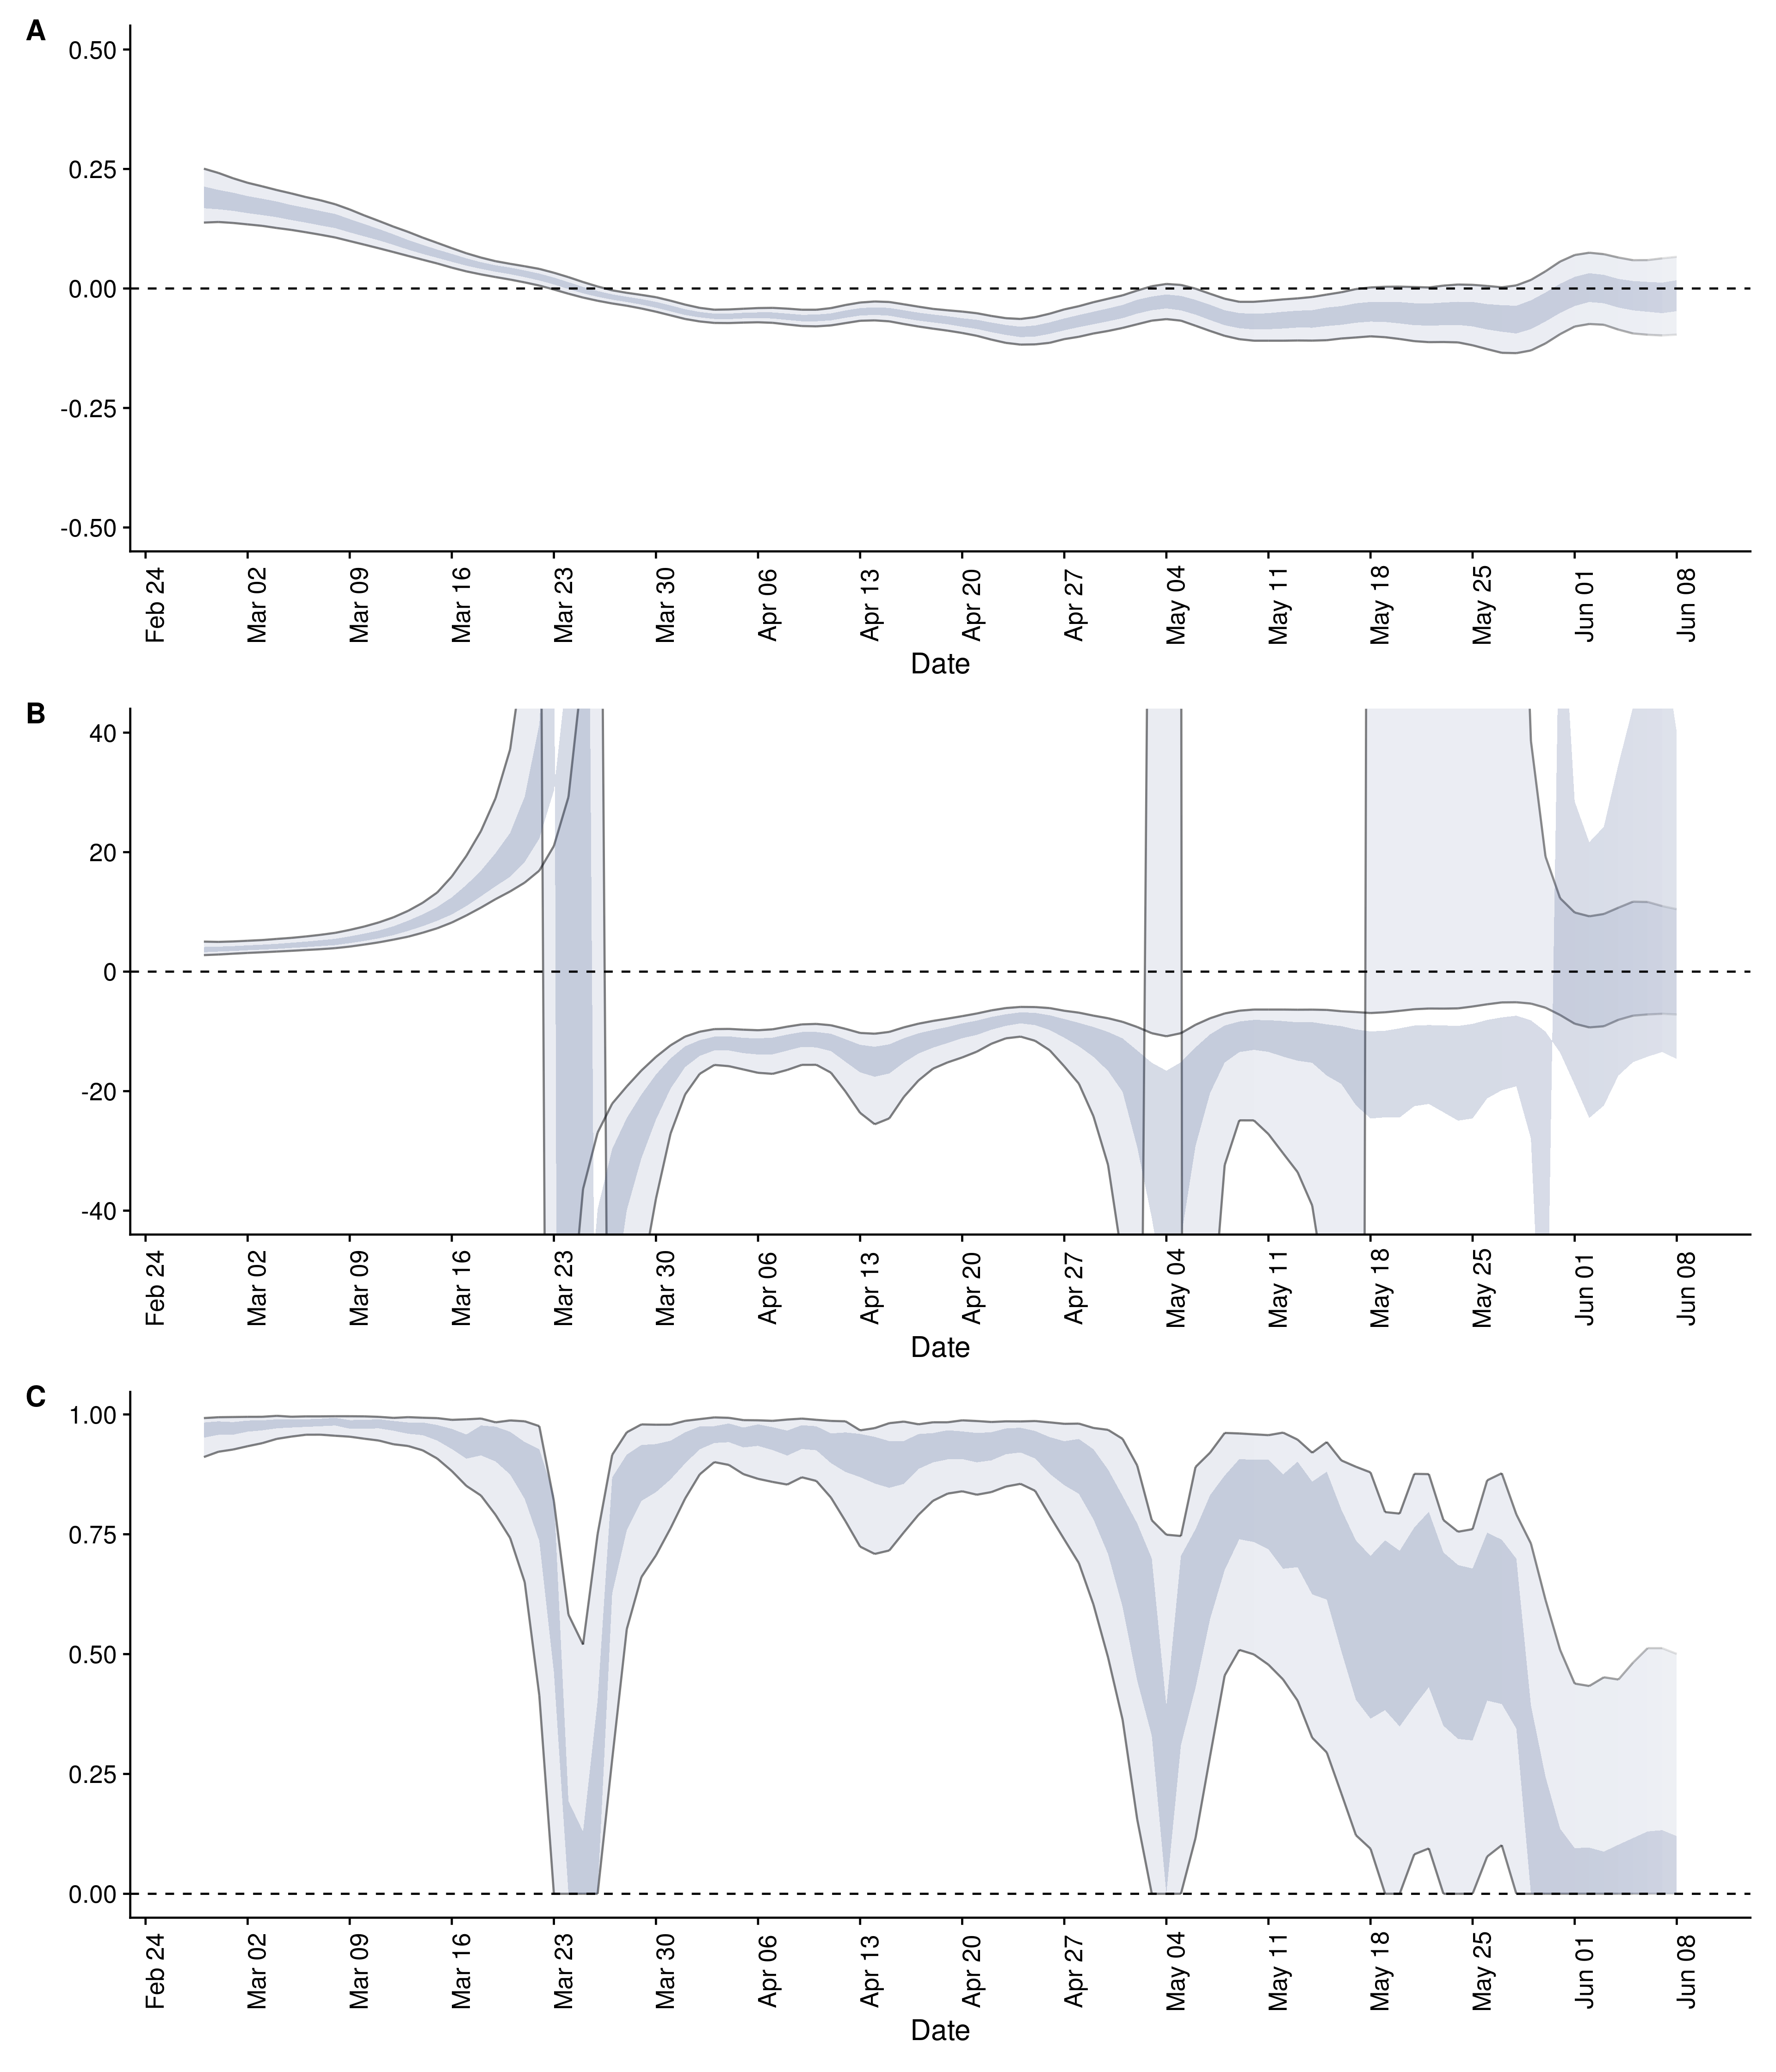 A
0.50
0.25
0.00
-0.25
-0.50
Feb 24
Mar 02
Mar 09
Mar 16
Mar 23
Mar 30
Apr 06
Apr 13
Apr 20
Apr 27
May 04
May 11
May 18
May 25
Jun 01
Jun 08
Date
B
40
20
0
-20
-40
Feb 24
Mar 02
Mar 09
Mar 16
Mar 23
Mar 30
Apr 06
Apr 13
Apr 20
Apr 27
May 04
May 11
May 18
May 25
Jun 01
Jun 08
Date
C
1.00
0.75
0.50
0.25
0.00
Feb 24
Mar 02
Mar 09
Mar 16
Mar 23
Mar 30
Apr 06
Apr 13
Apr 20
Apr 27
May 04
May 11
May 18
May 25
Jun 01
Jun 08
Date